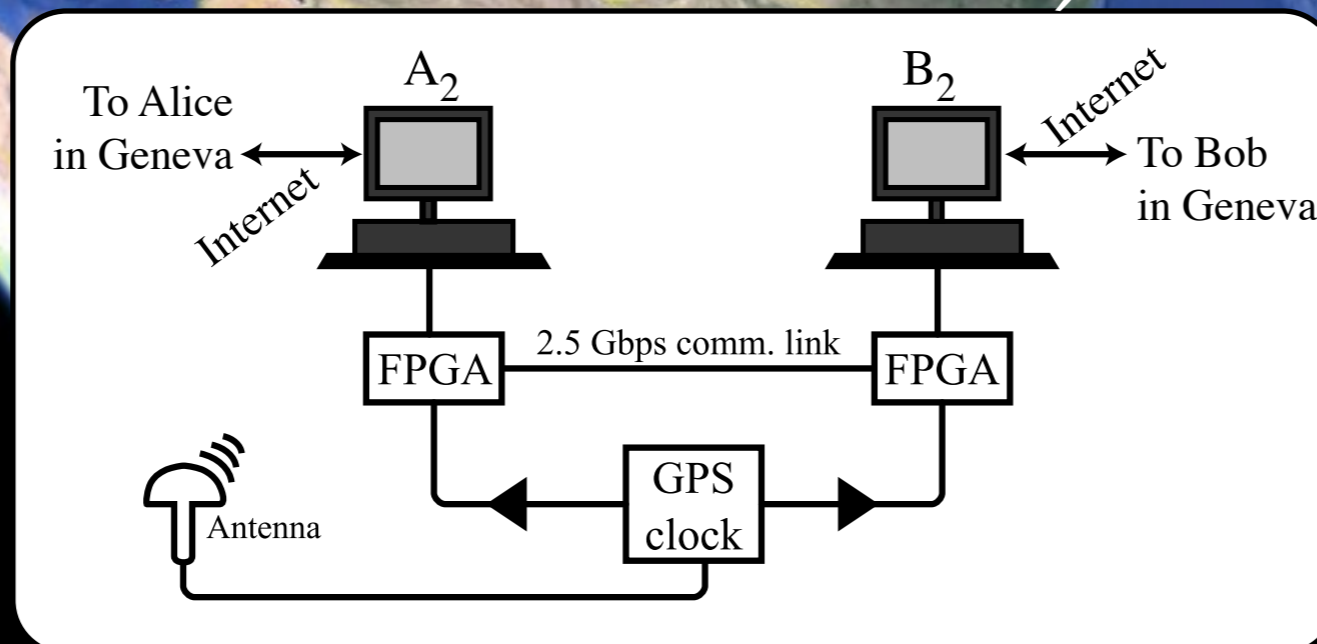 A2
B2
To Alice
in Geneva
Internet
Internet
To Bob
in Geneva
FPGA
2.5 Gbps comm. link
FPGA
GPS
clock
Antenna